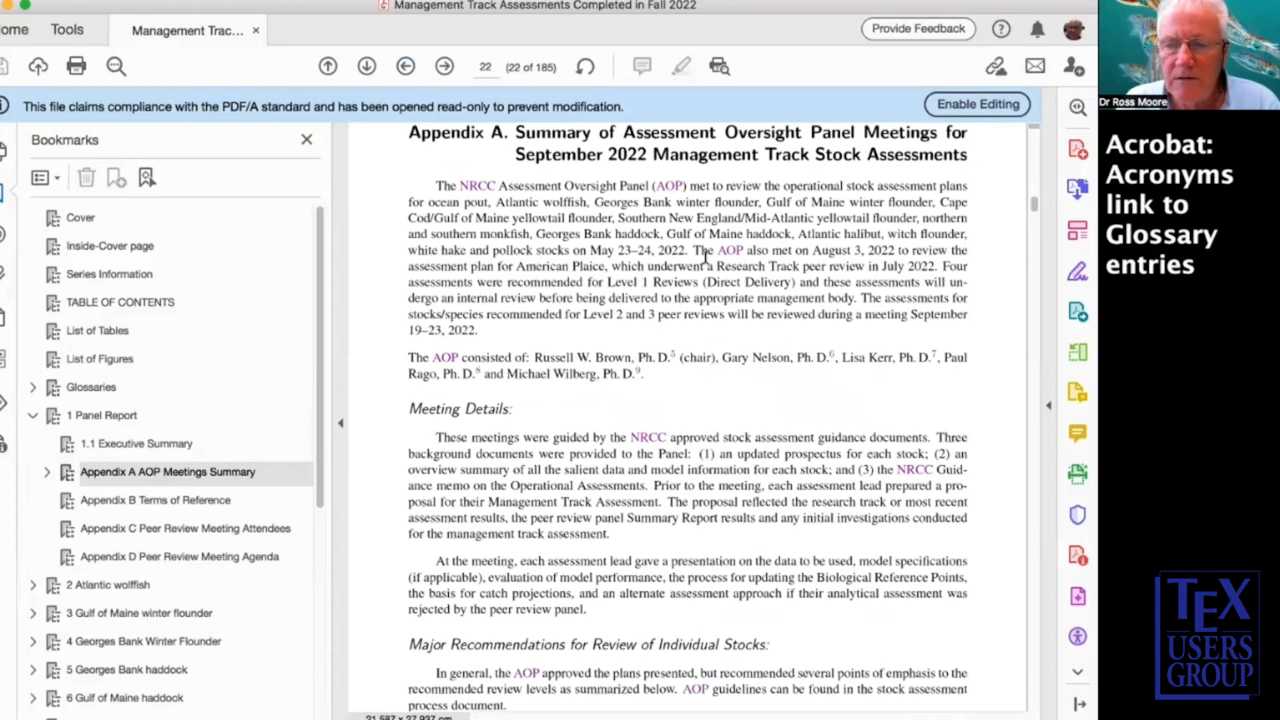 Management Track Assessments Completed in Fall 2022
ome
Tools
Management Trac...
Provide Feedback
22 (22 of 185)
This file claims compliance with the PDF/A standard and has been opened read-only to prevent modification.
Enable Editing
Bookmarks
Cover
Inside-Cover page
Series Information
TABLE OF CONTENTS
List of Tables
List of Figures
Glossaries
1 Panel Report
1.1 Executive Summary
Appendix A AOP Meetings Summary
Appendix B Terms of Reference
Appendix C Peer Review Meeting Attendees
Appendix D Peer Review Meeting Agenda
2 Atlantic wolffish
3 Gulf of Maine winter flounder
4 Georges Bank Winter Flounder
5 Georges Bank haddock
6 Gulf of Maine haddock
Appendix A. Summary of Assessment Oversight Panel Meetings for
September 2022 Management Track Stock Assessments
The NRCC Assessment Oversight Panel (AOP) met to review the operational stock assessment plans
for ocean pout, Atlantic wolffish, Georges Bank winter flounder, Gulf of Maine winter flounder, Cape
Cod/Gulf of Maine yellowtail flounder, Southern New England/Mid-Atlantic yellowtail flounder, northern
and southern monkfish, Georges Bank haddock, Gulf of Maine haddock, Atlantic halibut, witch flounder,
white hake and pollock stocks on May 23–24, 2022. The AOP also met on August 3, 2022 to review the
assessment plan for American Plaice, which underwent a Research Track peer review in July 2022. Four
assessments were recommended for Level 1 Reviews (Direct Delivery) and these assessments will un-
dergo an internal review before being delivered to the appropriate management body. The assessments for
stocks/species recommended for Level 2 and 3 peer reviews will be reviewed during a meeting September
19–23, 2022.
The AOP consisted of: Russell W. Brown, Ph. D.5 (chair), Gary Nelson, Ph. D.6, Lisa Kerr, Ph. D.7, Paul
Rago, Ph. D.8 and Michael Wilberg, Ph. D.9.
Meeting Details:
These meetings were guided by the NRCC approved stock assessment guidance documents. Three
background documents were provided to the Panel: (1) an updated prospectus for each stock; (2) an
overview summary of all the salient data and model information for each stock; and (3) the NRCC Guid-
ance memo on the Operational Assessments. Prior to the meeting, each assessment lead prepared a pro-
posal for their Management Track Assessment. The proposal reflected the research track or most recent
assessment results, the peer review panel Summary Report results and any initial investigations conducted
for the management track assessment.
At the meeting, each assessment lead gave a presentation on the data to be used, model specifications
(if applicable), evaluation of model performance, the process for updating the Biological Reference Points,
the basis for catch projections, and an alternate assessment approach if their analytical assessment was
rejected by the peer review panel.
Major Recommendations for Review of Individual Stocks:
In general, the AOP approved the plans presented, but recommended several points of emphasis to the
recommended review levels as summarized below. AOP guidelines can be found in the stock assessment
process document.
21.587 x 27.937 cm
Dr Ross Moore
Acrobat:
Acronyms
link to
Glossary
entries
TEX
USERS
GROUP